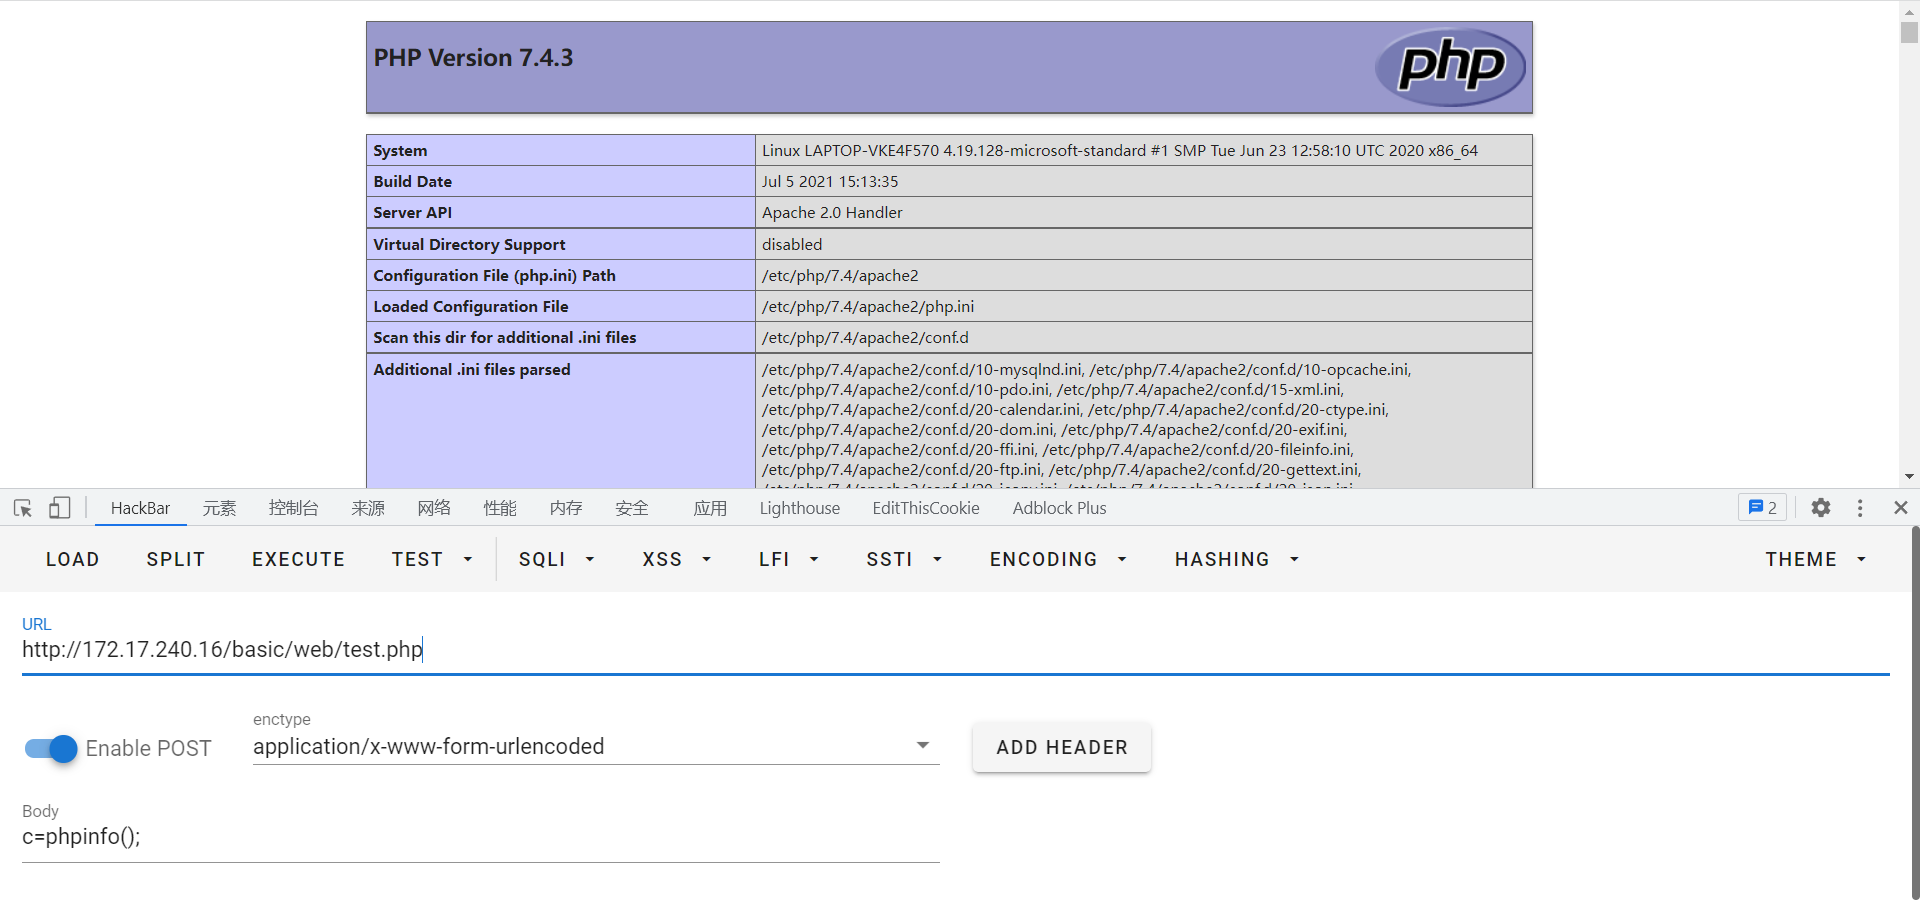 PHP Version 7.4.3
php
System Linux LAPTOP-VKE4F570 4.19.128-microsoft-standard #1 SMP Tue Jun 23 12:58:10 UTC 2020 x86_64
Build Date Jul 5 2021 15:13:35
Server API Apache 2.0 Handler
Virtual Directory Support disabled
Configuration File (php.ini) Path /etc/php/7.4/apache2
Loaded Configuration File /etc/php/7.4/apache2/php.ini
Scan this dir for additional .ini files /etc/php/7.4/apache2/conf.d
Additional .ini files parsed /etc/php/7.4/apache2/conf.d/10-mysqlnd.ini, /etc/php/7.4/apache2/conf.d/10-opcache.ini,
/etc/php/7.4/apache2/conf.d/10-pdo.ini, /etc/php/7.4/apache2/conf.d/15-xml.ini,
/etc/php/7.4/apache2/conf.d/20-calendar.ini, /etc/php/7.4/apache2/conf.d/20-ctype.ini,
/etc/php/7.4/apache2/conf.d/20-dom.ini, /etc/php/7.4/apache2/conf.d/20-exif.ini,
/etc/php/7.4/apache2/conf.d/20-ffi.ini, /etc/php/7.4/apache2/conf.d/20-fileinfo.ini,
/etc/php/7.4/apache2/conf.d/20-ftp.ini, /etc/php/7.4/apache2/conf.d/20-gettext.ini,
HackBar 元素 控制台 来源 网络 性能 内存 安全 应用 Lighthouse EditThisCookie Adblock Plus 2
LOAD SPLIT EXECUTE TEST SQLI XSS LFI SSTI ENCODING HASHING THEME
URL
http://172.17.240.16/basic/web/test.php
enctype
Enable POST application/x-www-form-urlencoded ADD HEADER
Body
c=phpinfo();